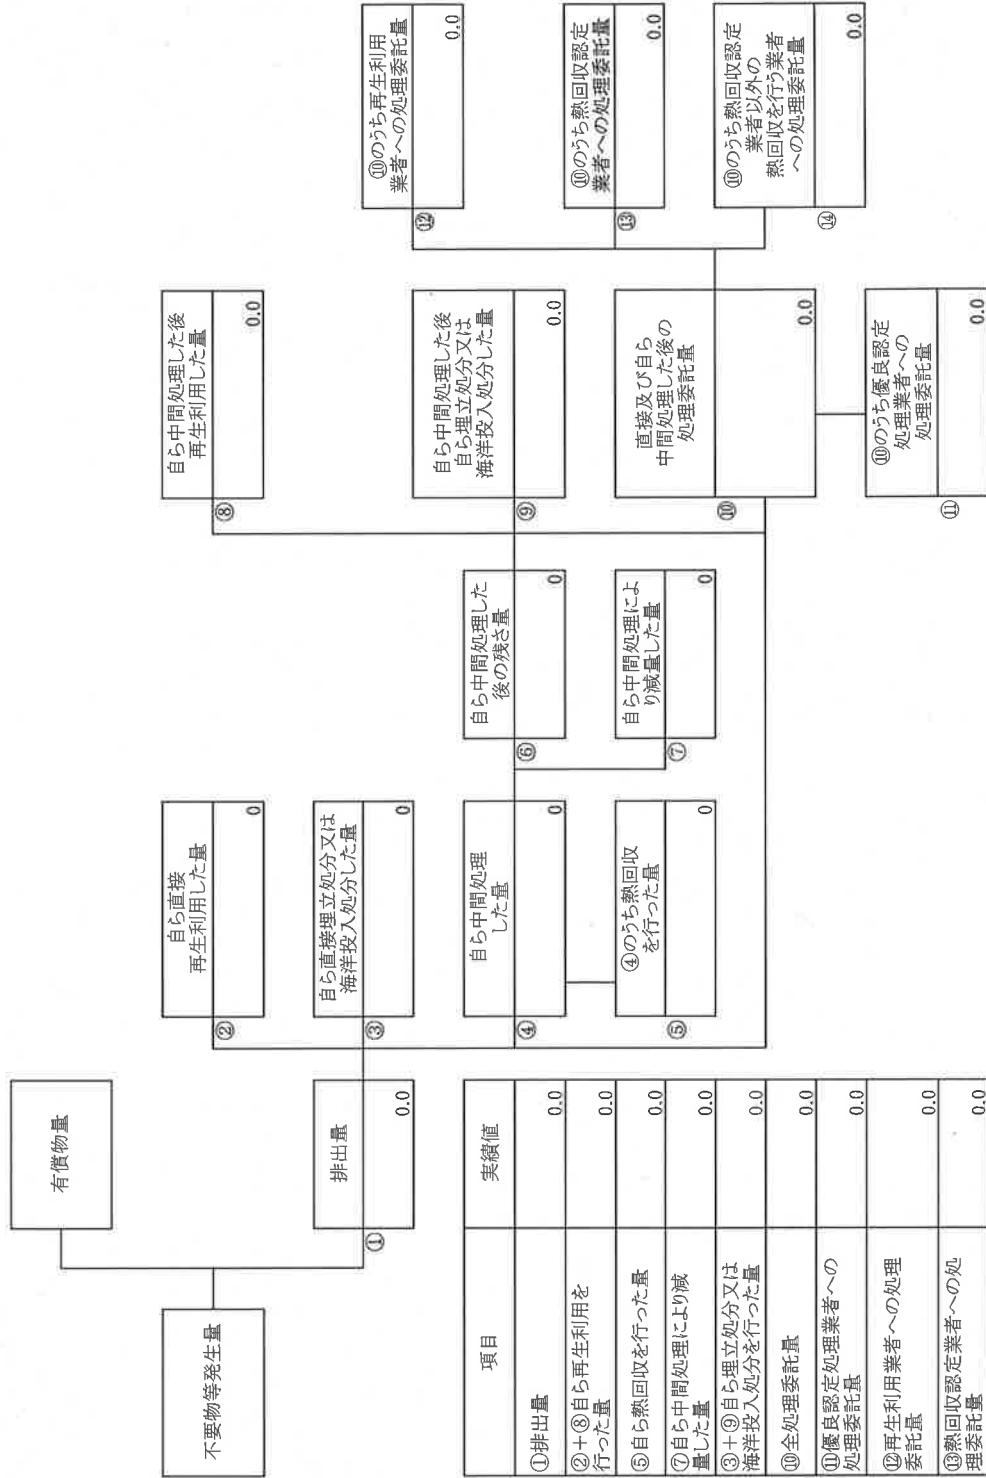 有償物量
不要物等発生量
排出量
①
0.0
②
自ら直接
再生利用した量
0
③
自ら直接埋立処分又は
海洋投入処分した量
0
④
自ら中間処理
した量
0
⑤
④のうち熱回収
を行った量
0
⑥
自ら中間処理した
後の残さ量
0
⑦
自ら中間処理によ
り減量した量
0
⑧
自ら中間処理した後
再生利用した量
0.0
⑨
自ら中間処理した後
自ら埋立処分又は
海洋投入処分した量
0.0
⑩
直接及び自ら
中間処理した後の
処理委託量
0.0
⑪
⑩のうち優良認定
処理業者への
処理委託量
0.0
⑫
⑩のうち再生利用
業者への処理委託量
0.0
⑬
⑩のうち熱回収認定
業者への処理委託量
0.0
⑭
⑩のうち熱回収認定
業者以外の
熱回収を行う業者
への処理委託量
0.0
項目 実績値
①排出量 0.0
②+⑧自ら再生利用を
行った量 0.0
⑤自ら熱回収を行った量 0.0
⑦自ら中間処理により減
量した量 0.0
③+⑨自ら埋立処分又は
海洋投入処分を行った量 0.0
⑩全処理委託量 0.0
⑪優良認定処理業者への
処理委託量 0.0
⑫再生利用業者への処理
委託量 0.0
⑬熱回収認定業者への処
理委託量 0.0